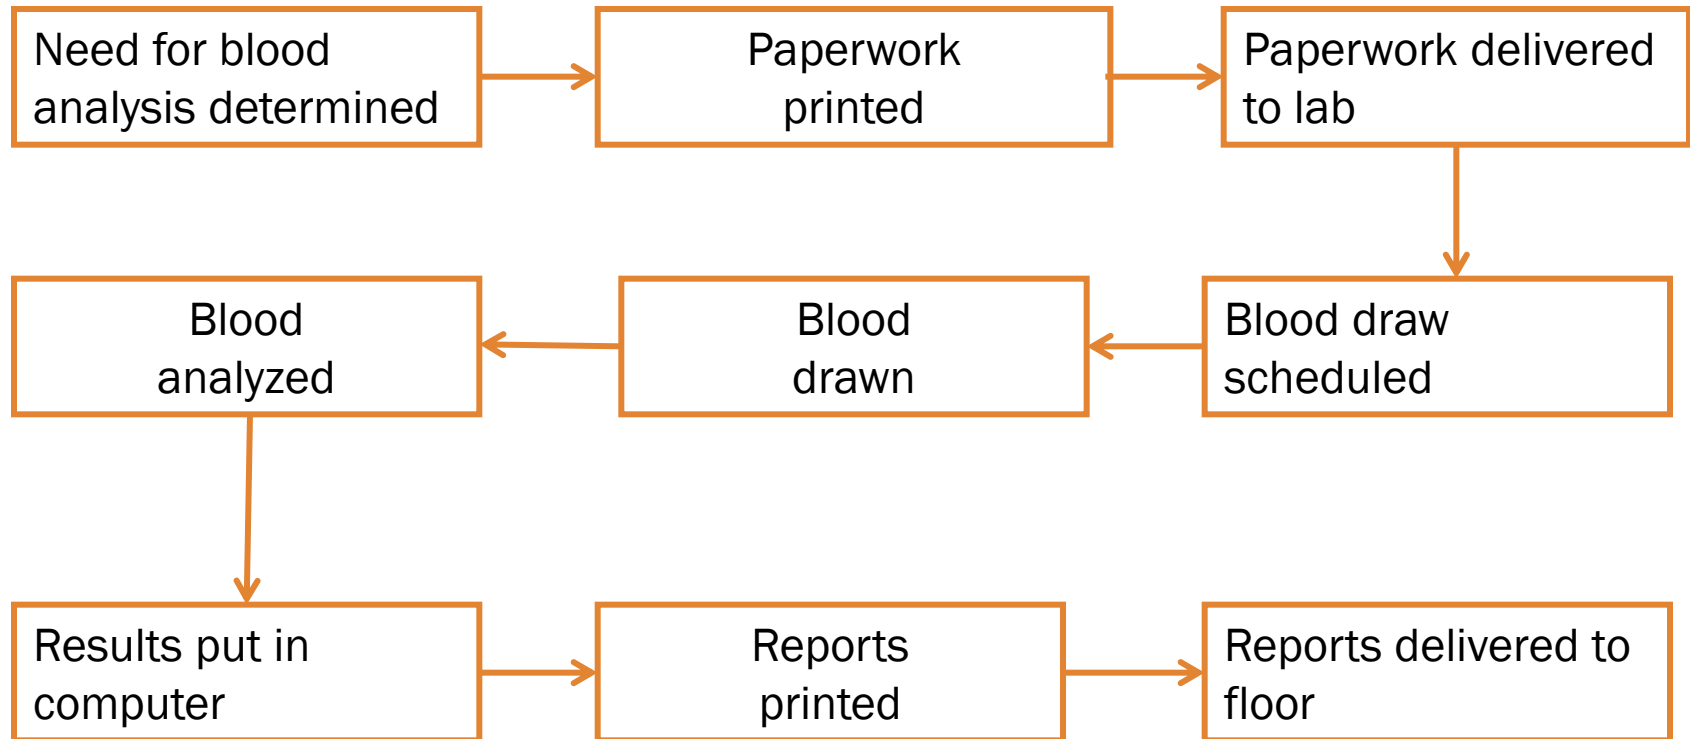 Need for blood
analysis determined
Paperwork
printed
Paperwork delivered
to lab
Blood draw
scheduled
Blood
drawn
Blood
analyzed
Results put in
computer
Reports
printed
Reports delivered to
floor